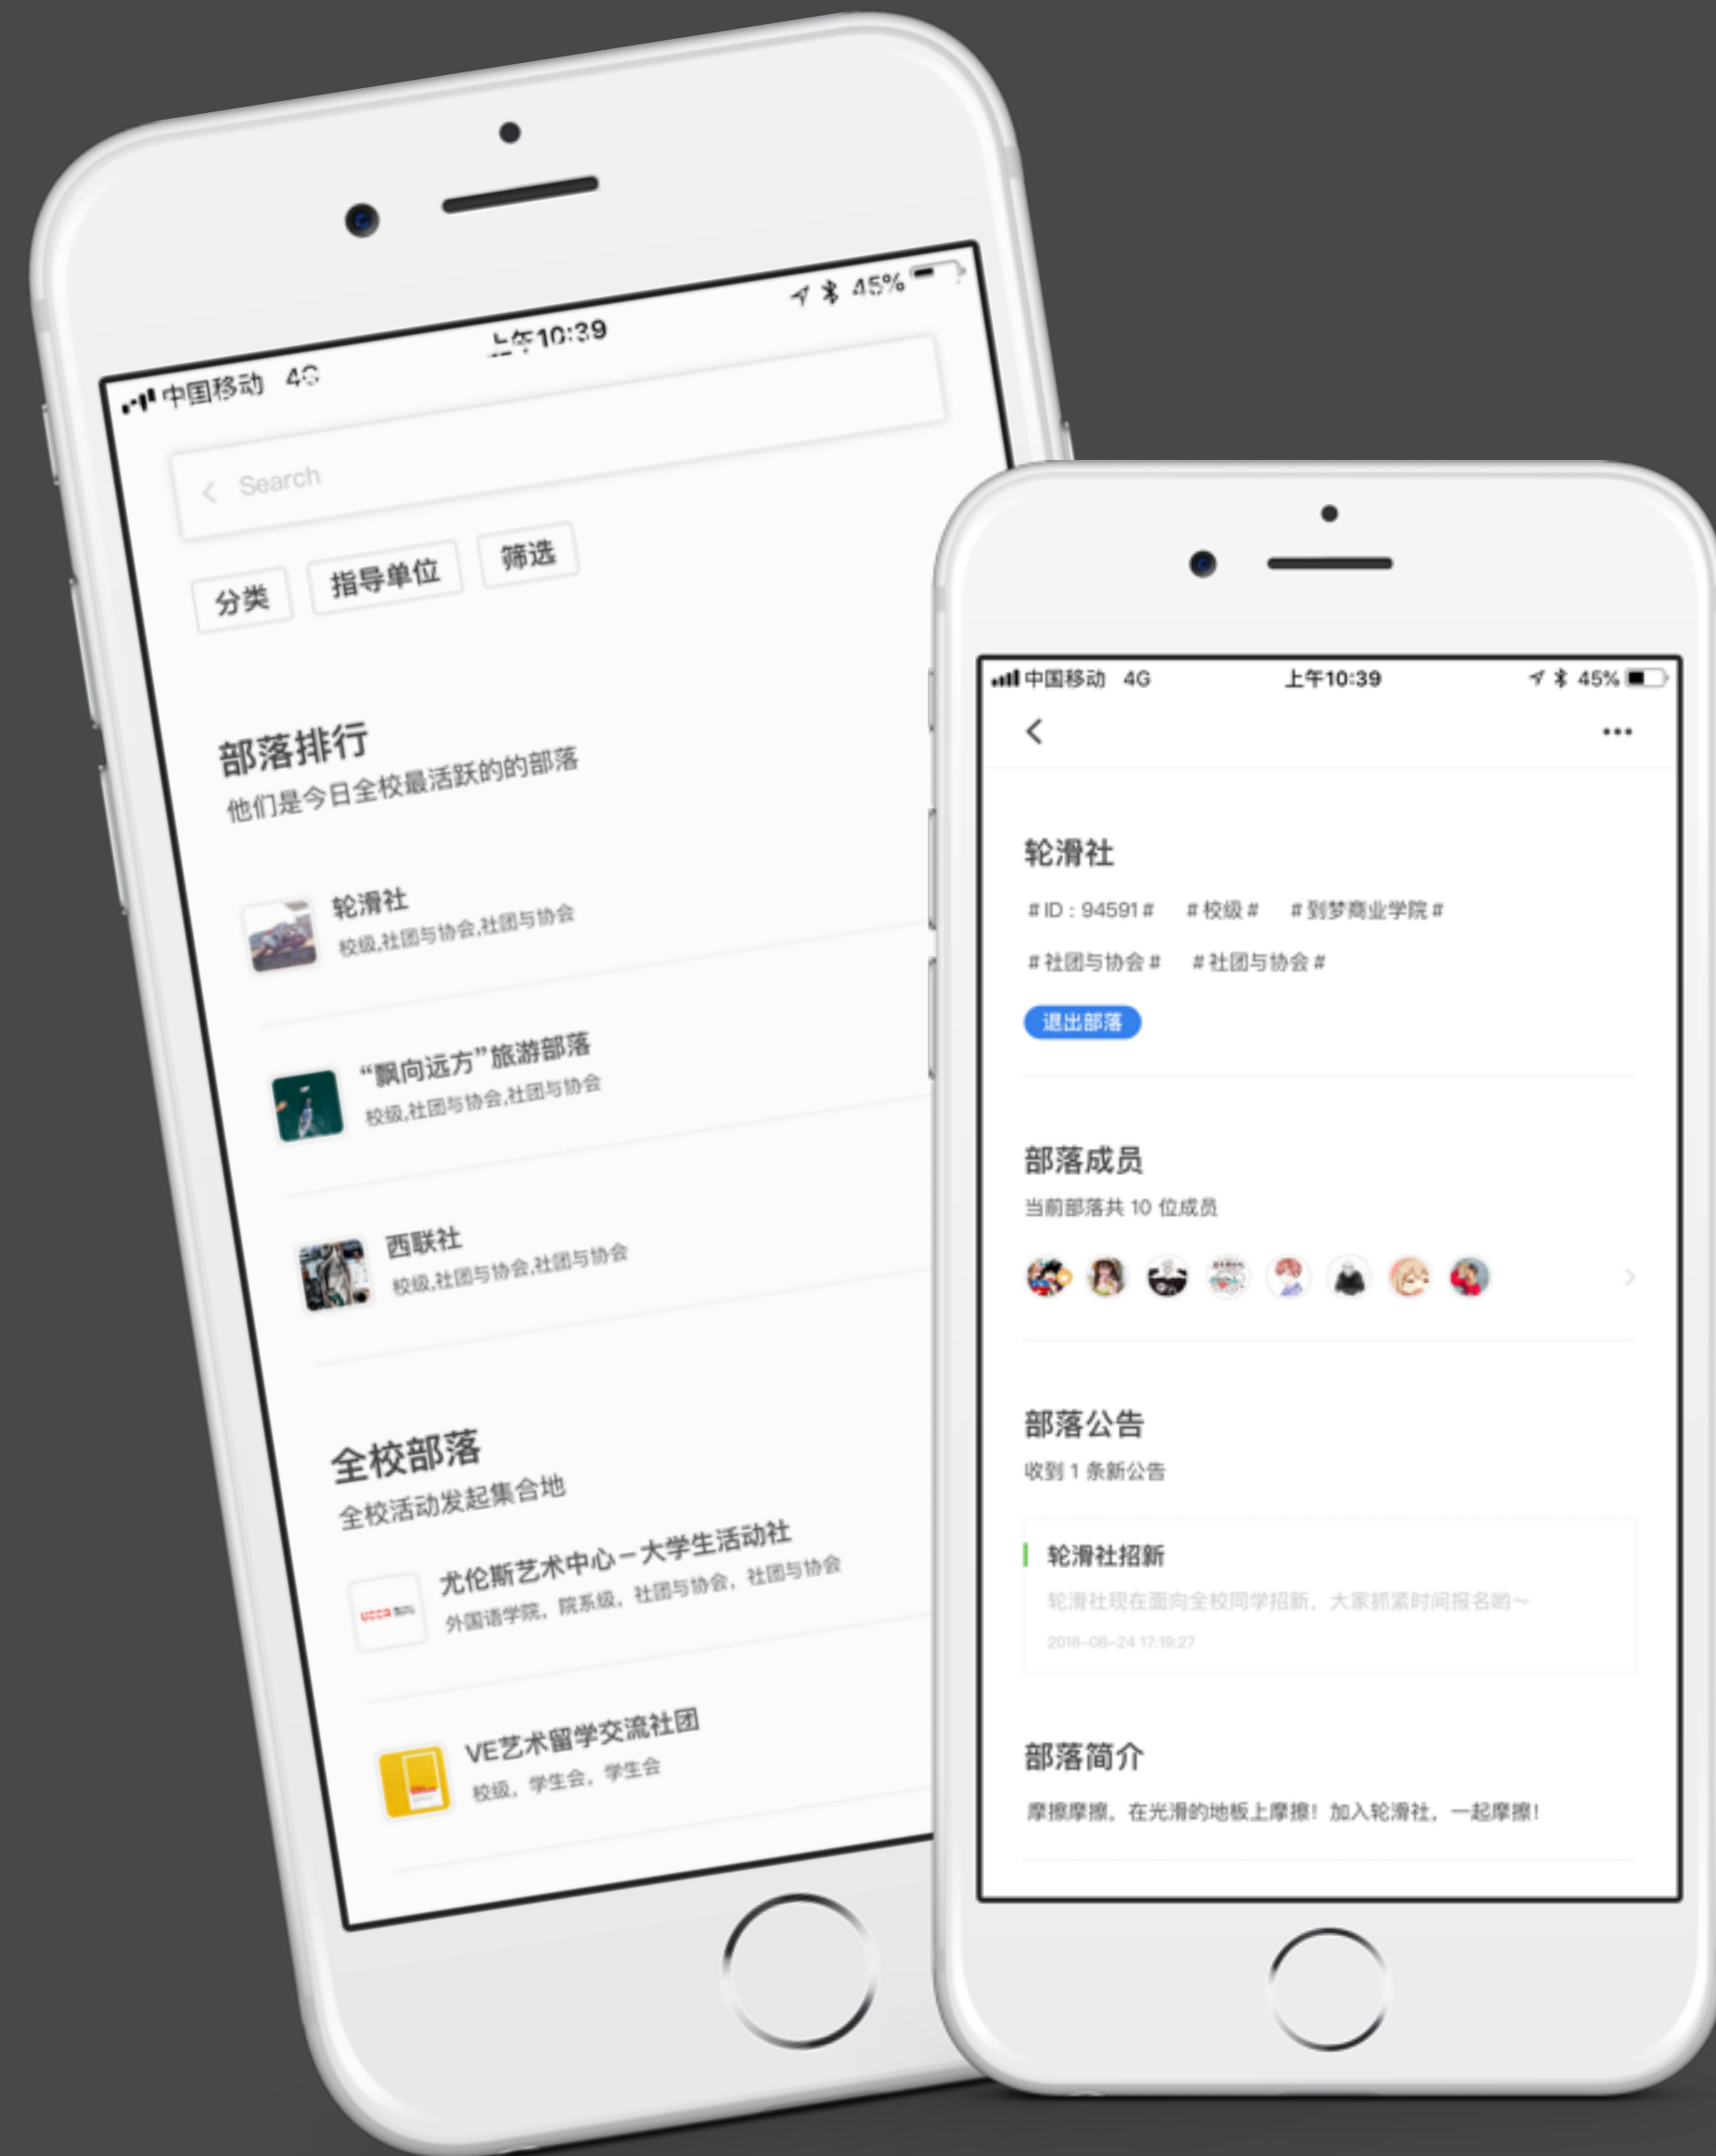 中国移动 4G 上午10:39 45%
Search
分类 指导单位 筛选
部落排行
他们是今日全校最活跃的的部落
轮滑社
校级,社团与协会,社团与协会
“飘向远方”旅游部落
校级,社团与协会,社团与协会
西联社
校级,社团与协会,社团与协会
全校部落
全校活动发起集合地
尤伦斯艺术中心－大学生活动社
外国语学院，院系级，社团与协会，社团与协会
VE艺术留学交流社团
校级，学生会，学生会
中国移动 4G 上午10:39 45%
轮滑社
#ID : 94591# #校级# #到梦商业学院#
#社团与协会# #社团与协会#
退出部落
部落成员
当前部落共 10 位成员
部落公告
收到 1 条新公告
轮滑社招新
轮滑社现在面向全校同学招新，大家抓紧时间报名哟～
2018-08-24 17:19:27
部落简介
摩擦摩擦，在光滑的地板上摩擦！加入轮滑社，一起摩擦！